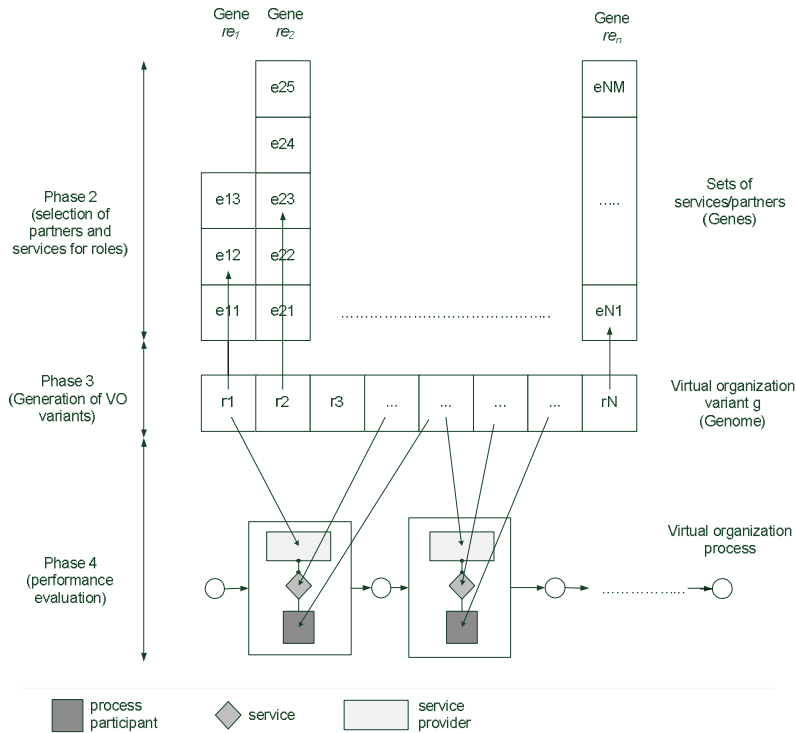 Gene
re1
Gene
re2
Gene
ren
e25
eNM
e24
Phase 2
(selection of
partners and
services for roles)
e13
e23
.....
Sets of
services/partners
(Genes)
e12
e22
e11
e21
................................................
eN1
Phase 3
(Generation of VO
variants)
r1
r2
r3
...
...
...
...
rN
Virtual organization
variant g
(Genome)
Phase 4
(performance
evaluation)
Virtual organization
process
...................
process
participant
service
service
provider